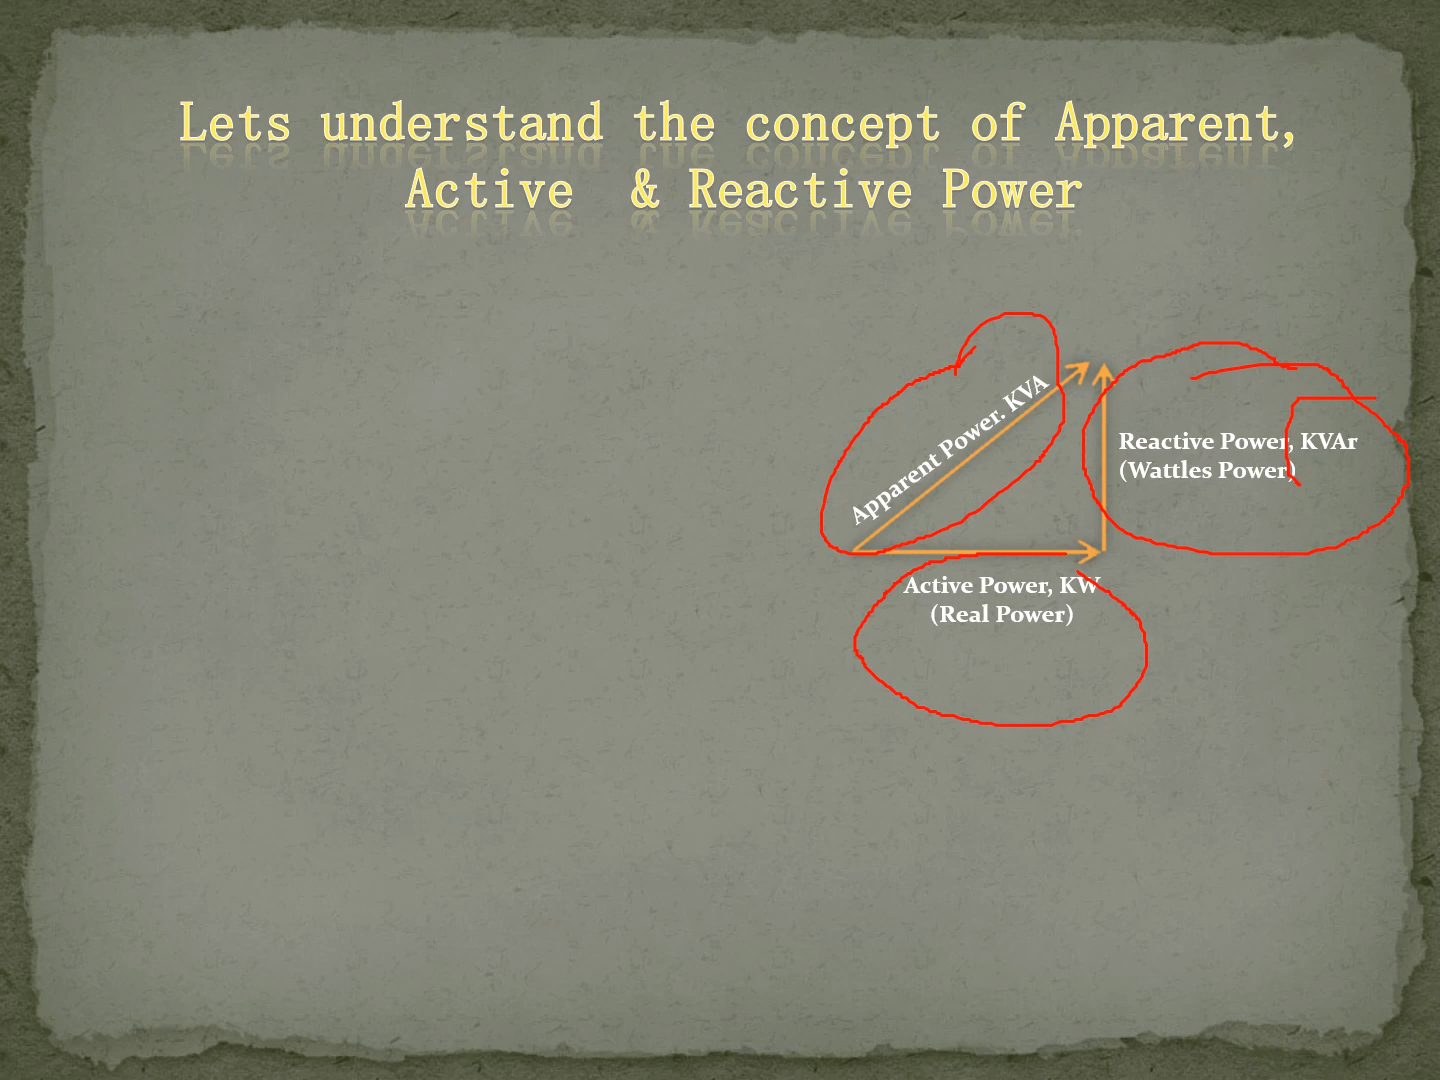 Lets understand the concept of Apparent,
Active & Reactive Power
Apparent Power. KVA
Reactive Power, KVAr
(Wattles Power)
Active Power, KW
(Real Power)